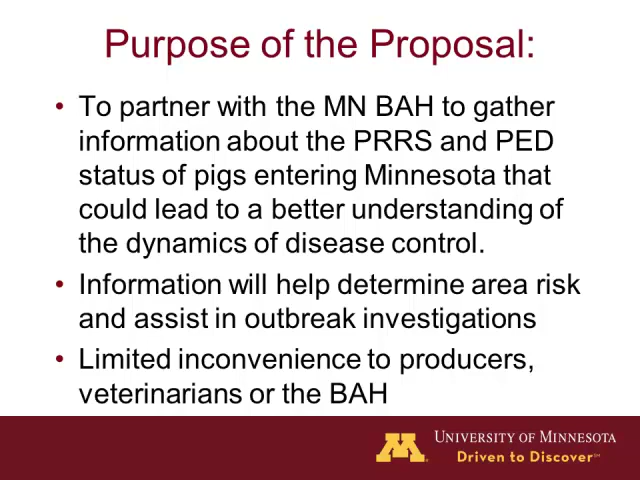 Purpose of the Proposal:
• To partner with the MN BAH to gather
information about the PRRS and PED
status of pigs entering Minnesota that
could lead to a better understanding of
the dynamics of disease control.
• Information will help determine area risk
and assist in outbreak investigations
• Limited inconvenience to producers,
veterinarians or the BAH
M
UNIVERSITY OF MINNESOTA
Driven to Discover℠